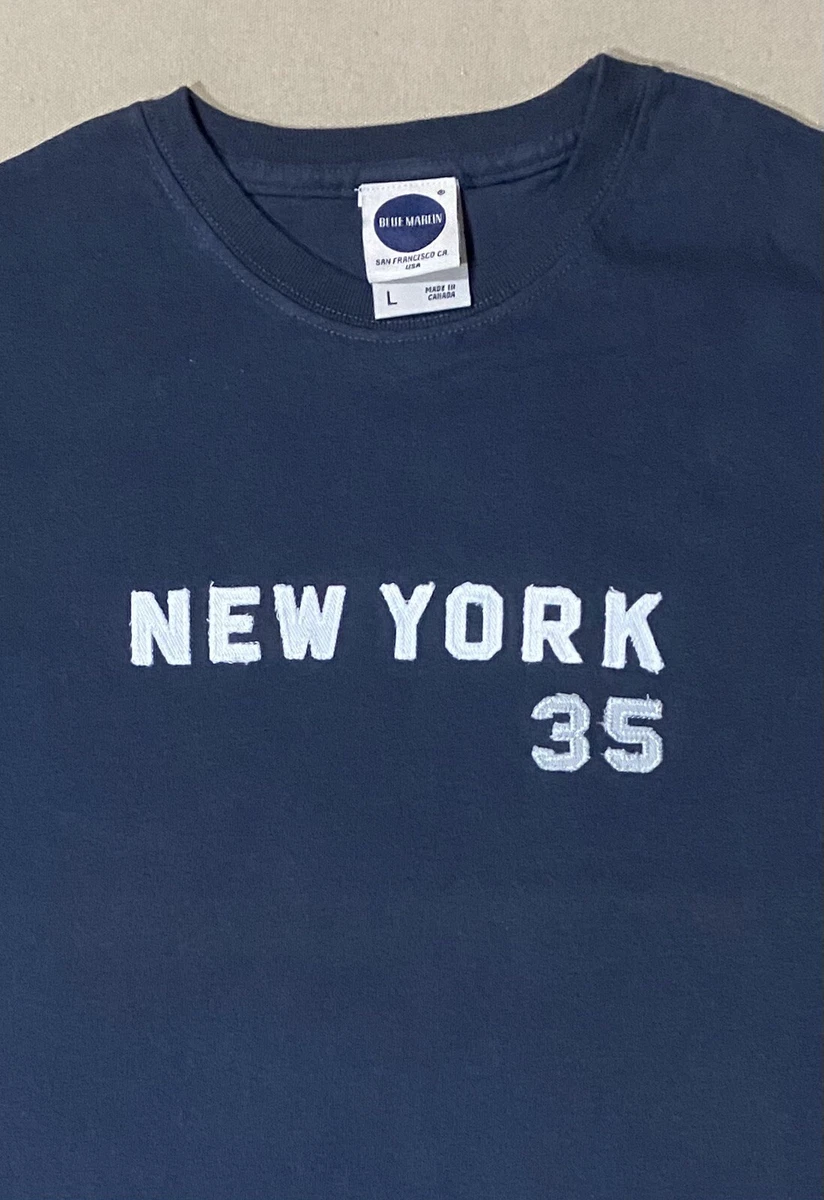 ®
BLUE MARLIN
SAN FRANCISCO CA.
USA
L
MADE IN
CANADA
NEW YORK
35